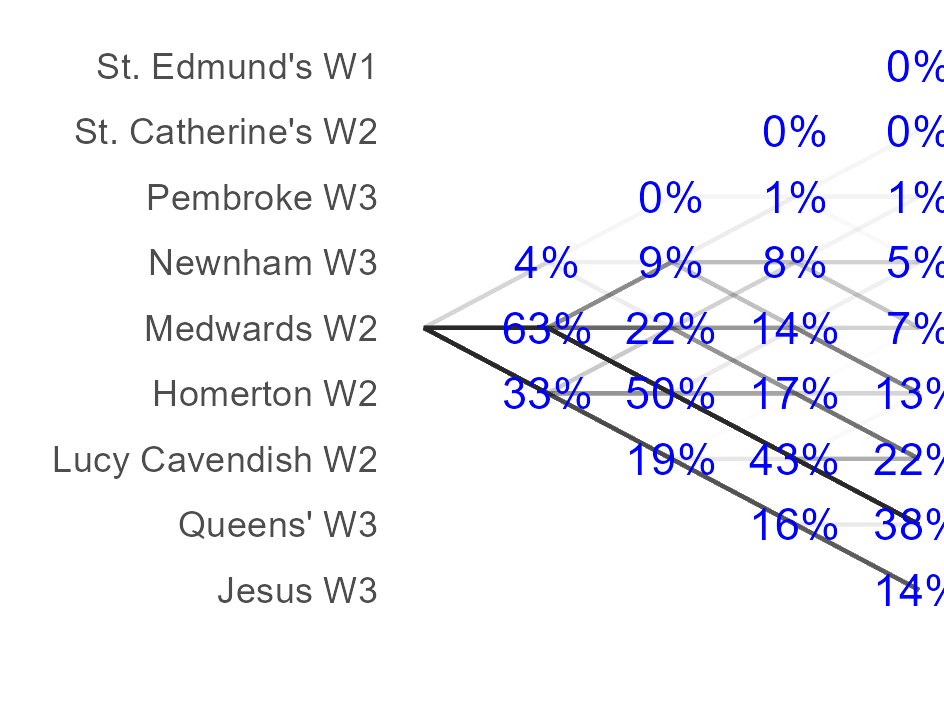 St. Edmund's W1 0%
St. Catherine's W2 0% 0%
Pembroke W3 0% 1% 1%
Newnham W3 4% 9% 8% 5%
Medwards W2 63% 22% 14% 7%
Homerton W2 33% 50% 17% 13%
Lucy Cavendish W2 19% 43% 22%
Queens' W3 16% 38%
Jesus W3 14%